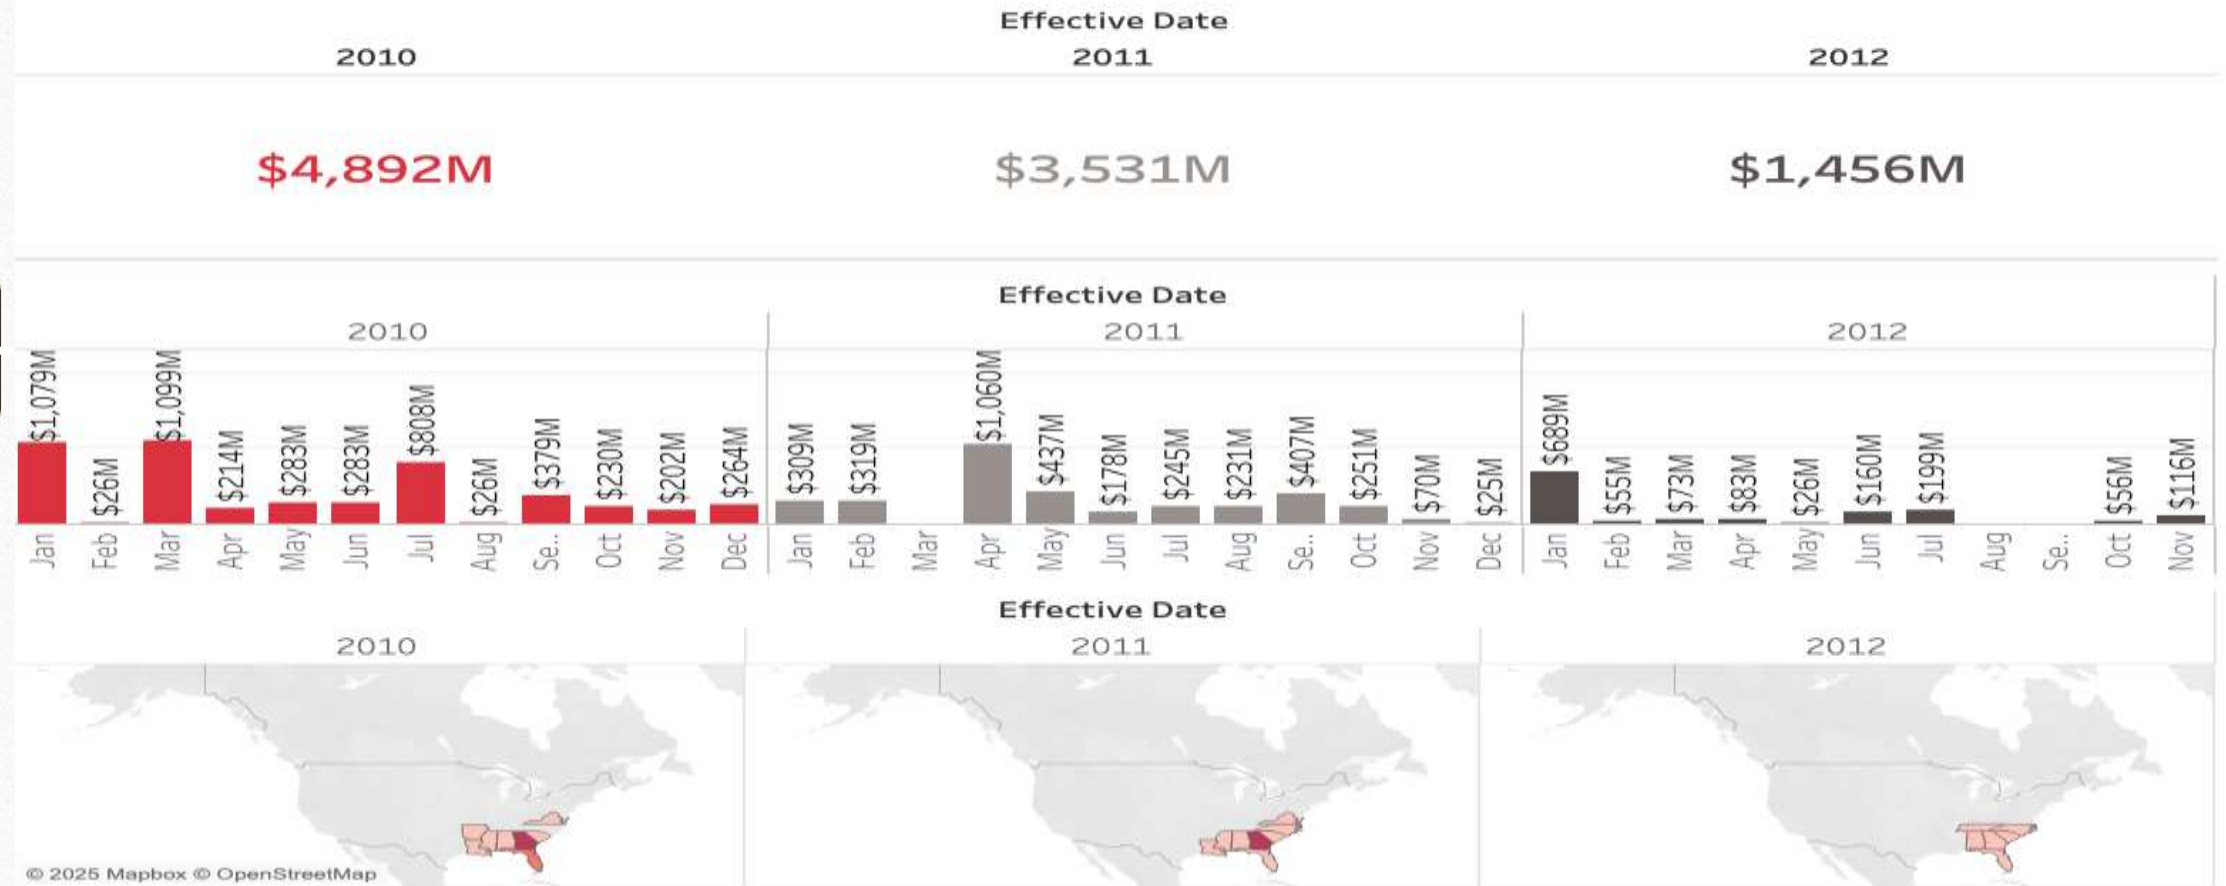 Effective Date
2010 2011 2012
$4,892M $3,531M $1,456M
Effective Date
2010 2011 2012
$1,079M $26M $1,099M $214M $283M $283M $808M $26M $379M $230M $202M $264M $309M $319M $1,060M $437M $178M $245M $231M $407M $251M $70M $25M $689M $55M $73M $83M $26M $160M $199M $56M $116M
Jan Feb Mar Apr May Jun Jul Aug Se.. Oct Nov Dec Jan Feb Mar Apr May Jun Jul Aug Se.. Oct Nov Dec Jan Feb Mar Apr May Jun Jul Aug Se.. Oct Nov
Effective Date
2010 2011 2012
© 2025 Mapbox © OpenStreetMap